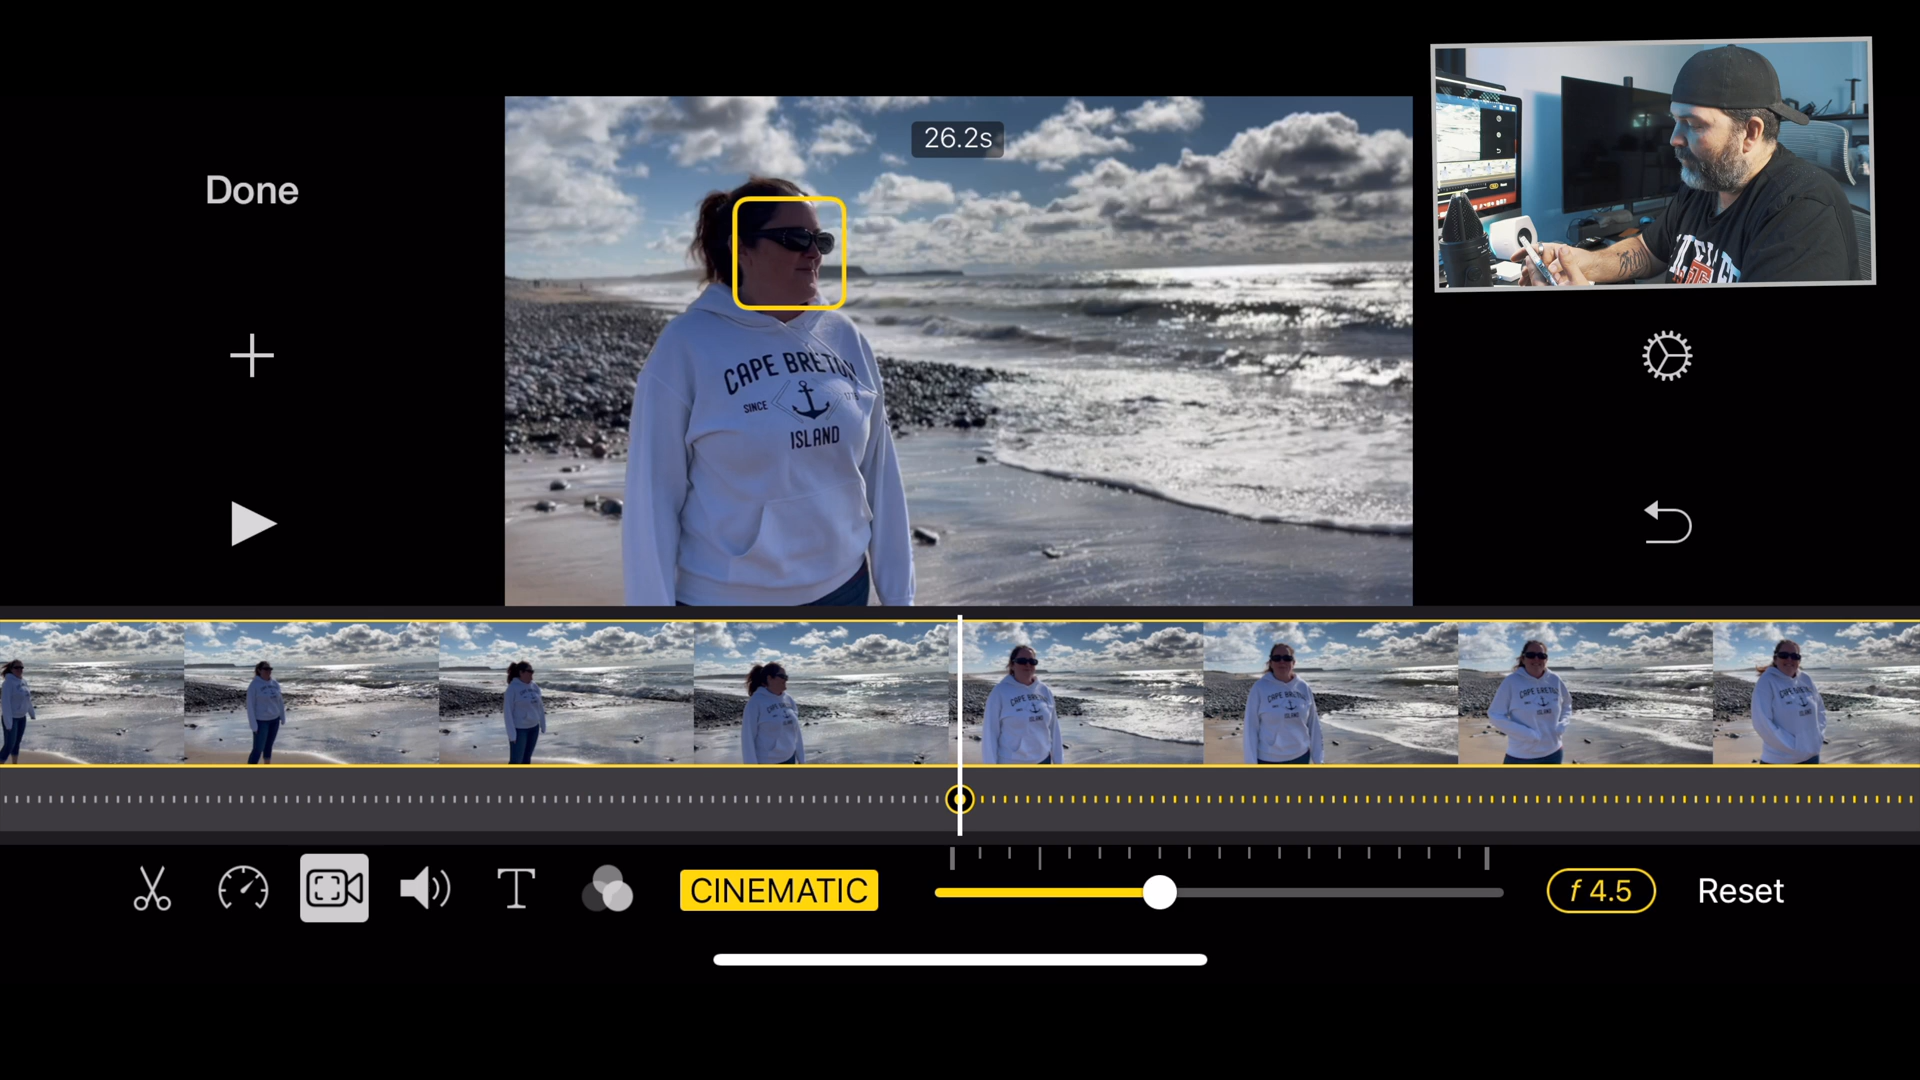 26.2s
Done
CAPE BRETON
SINCE
ISLAND
CINEMATIC
f 4.5
Reset